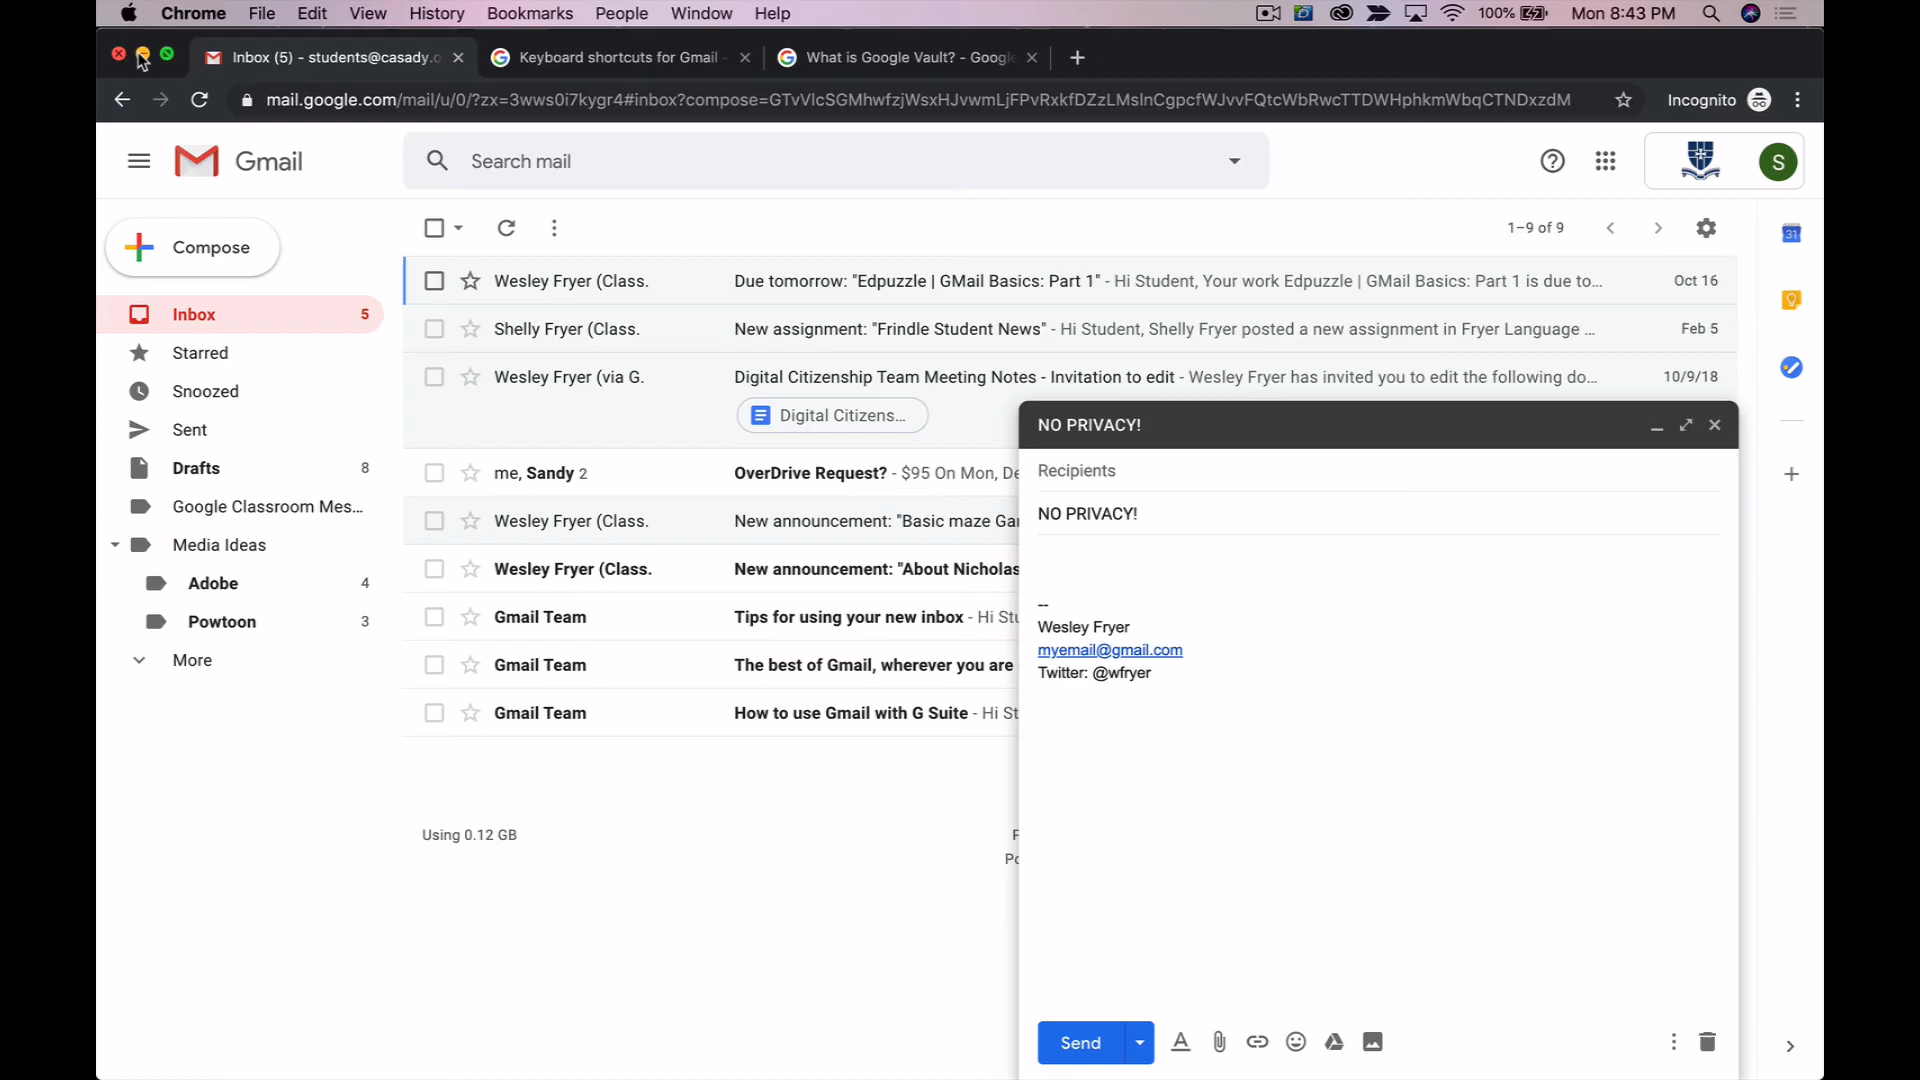 Chrome File Edit View History Bookmarks People Window Help 100% Mon 8:43 PM
Inbox (5) - students@casady.o Keyboard shortcuts for Gmail - What is Google Vault? - Google
mail.google.com/mail/u/0/?zx=3wws0i7kygr4#inbox?compose=GTvVlcSGMhwfzjWsxHJvwmLjFPvRxkfDZzLMslnCgpcfWJvvFQtcWbRwcTTDWHphkmWbqCTNDxzdM Incognito
Gmail Search mail S
Compose
1–9 of 9
31
Inbox 5
Starred
Snoozed
Sent
Drafts 8
Google Classroom Mes...
Media Ideas
Adobe 4
Powtoon 3
More
Wesley Fryer (Class. Due tomorrow: "Edpuzzle | GMail Basics: Part 1" - Hi Student, Your work Edpuzzle | GMail Basics: Part 1 is due to... Oct 16
Shelly Fryer (Class. New assignment: "Frindle Student News" - Hi Student, Shelly Fryer posted a new assignment in Fryer Language ... Feb 5
Wesley Fryer (via G. Digital Citizenship Team Meeting Notes - Invitation to edit - Wesley Fryer has invited you to edit the following do... 10/9/18
Digital Citizens...
me, Sandy 2 OverDrive Request? - $95 On Mon, De
Wesley Fryer (Class. New announcement: "Basic maze Gar
Wesley Fryer (Class. New announcement: "About Nicholas
Gmail Team Tips for using your new inbox - Hi Stu
Gmail Team The best of Gmail, wherever you are
Gmail Team How to use Gmail with G Suite - Hi St
Using 0.12 GB
P
Po
NO PRIVACY!
Recipients
NO PRIVACY!
--
Wesley Fryer
myemail@gmail.com
Twitter: @wfryer
Send